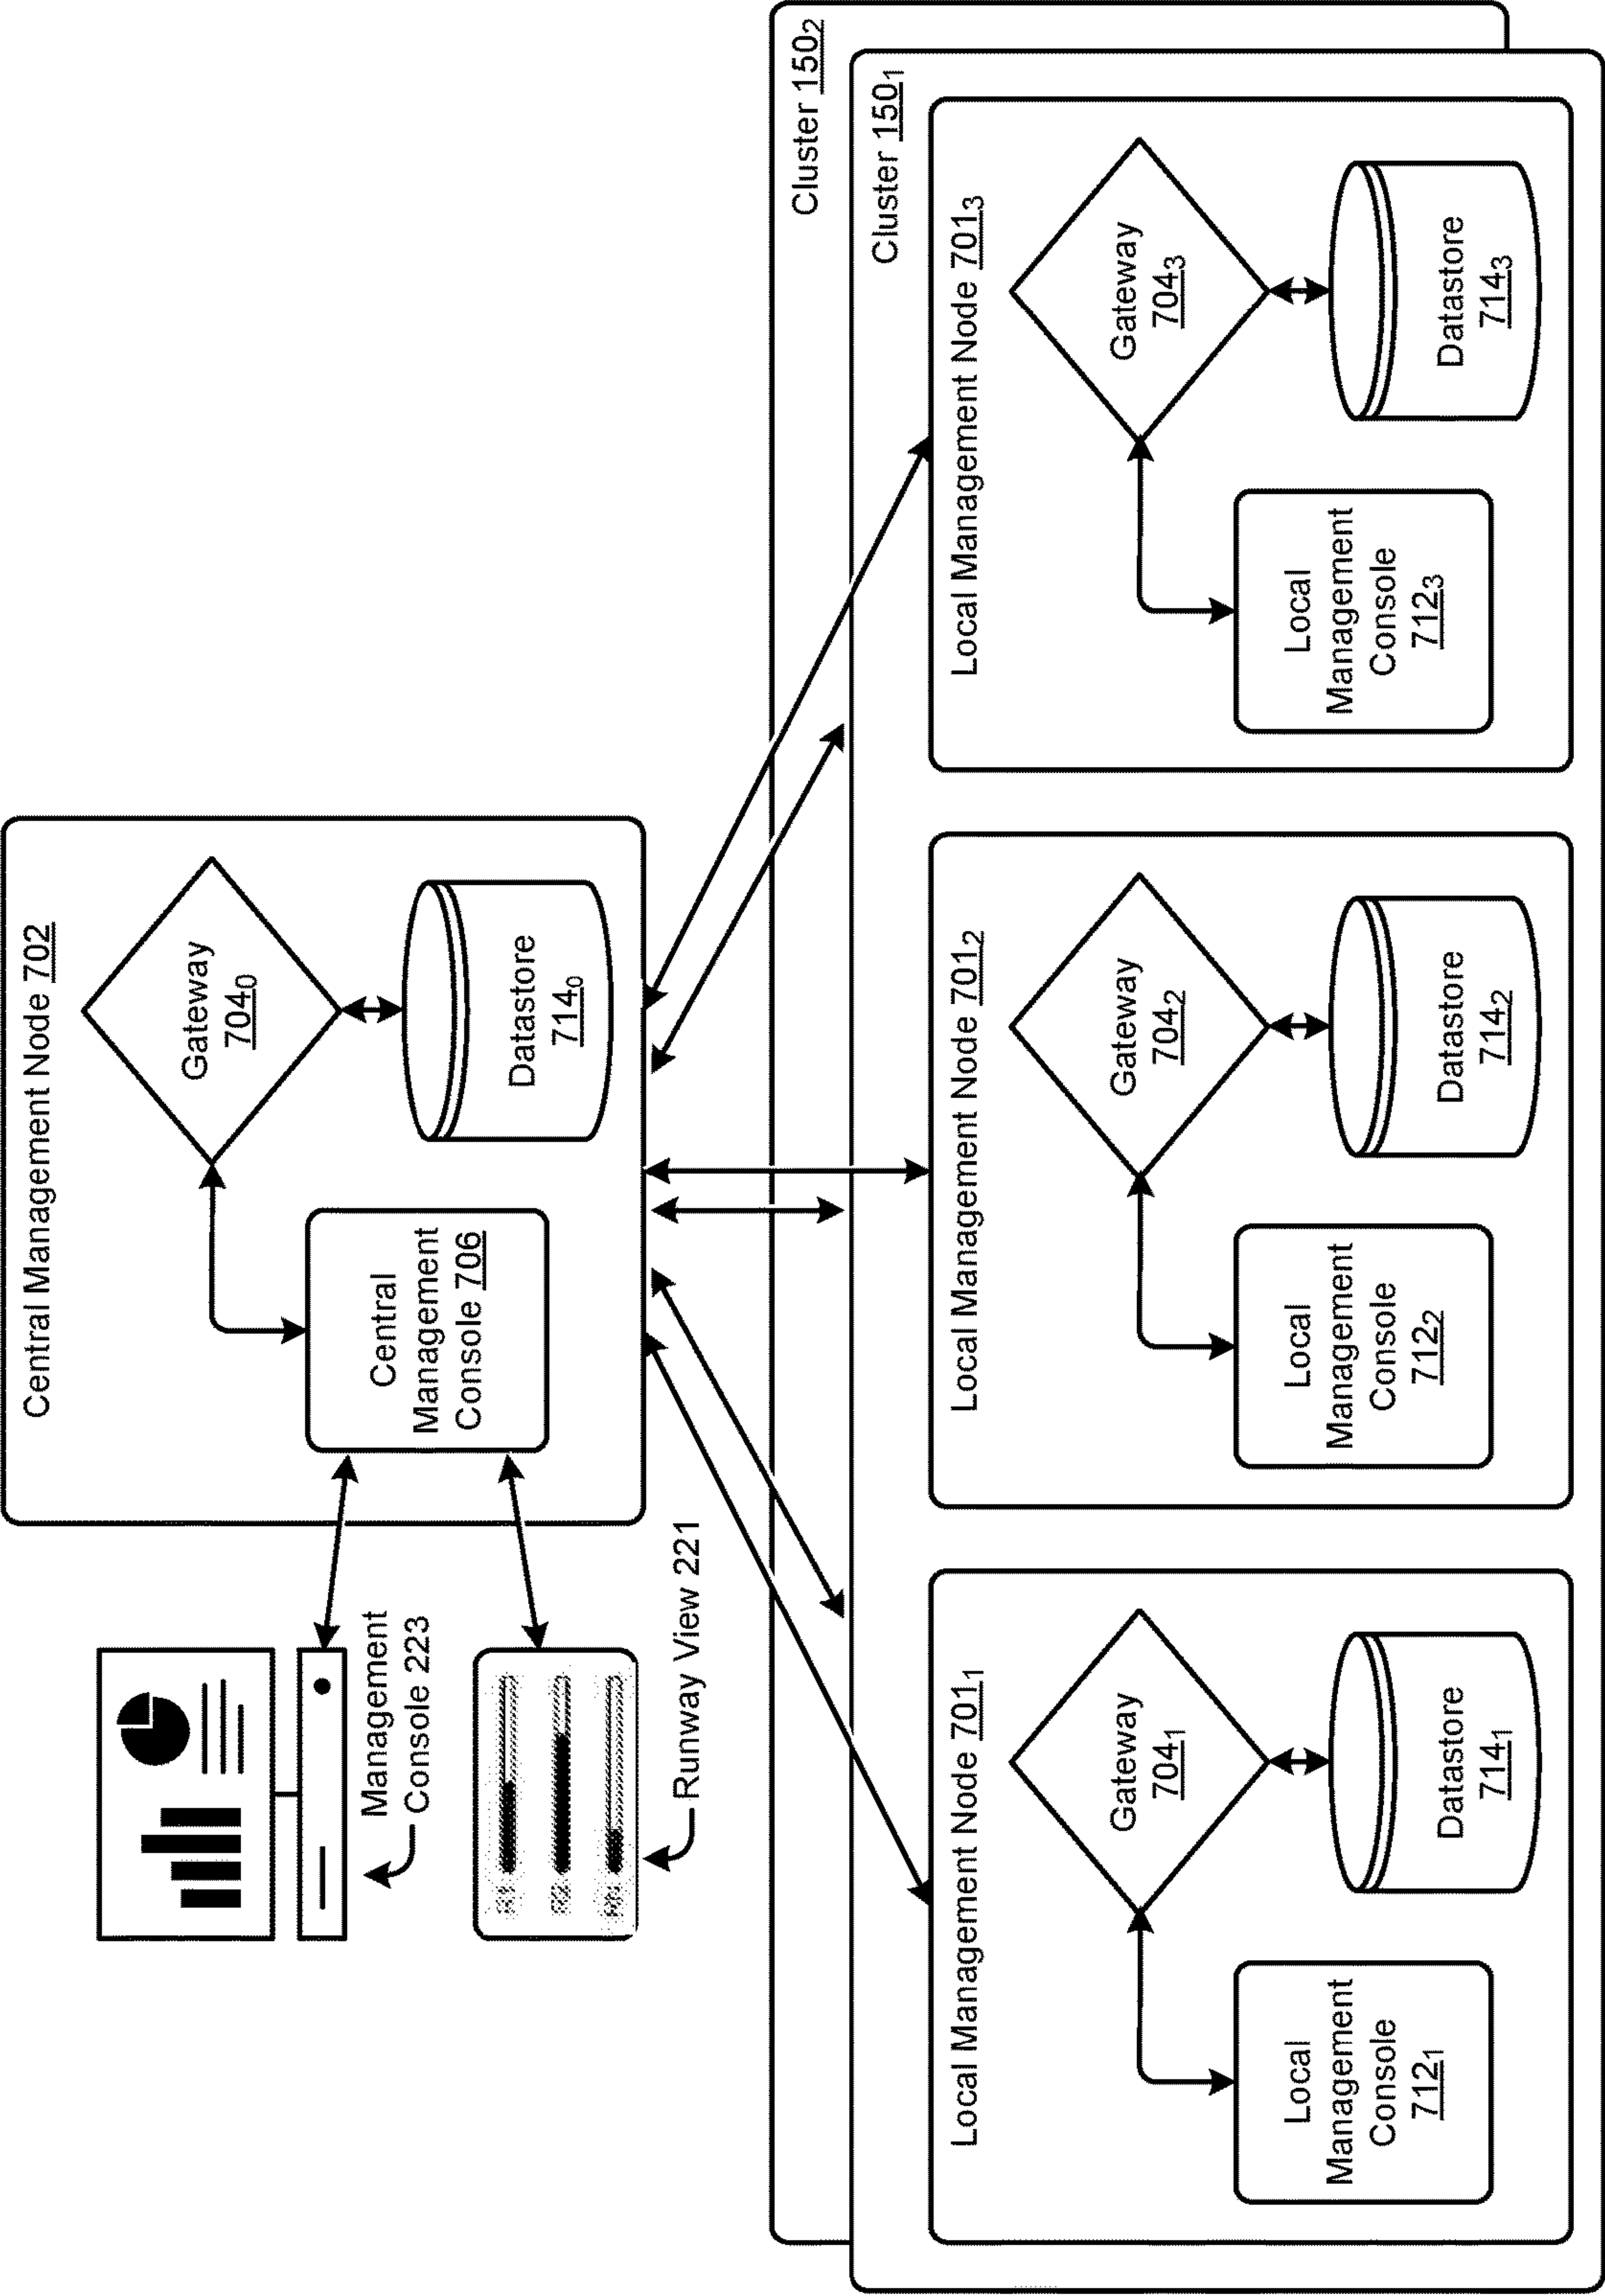 Central Management Node 702
Gateway
704₀
Central
Management
Console 706
Datastore
714₀
Management
Console 223
R1
R2
RN
Runway View 221
Cluster 150₂
Cluster 150₁
Local Management Node 701₁
Gateway
704₁
Local
Management
Console
712₁
Datastore
714₁
Local Management Node 701₂
Gateway
704₂
Local
Management
Console
712₂
Datastore
714₂
Local Management Node 701₃
Gateway
704₃
Local
Management
Console
712₃
Datastore
714₃